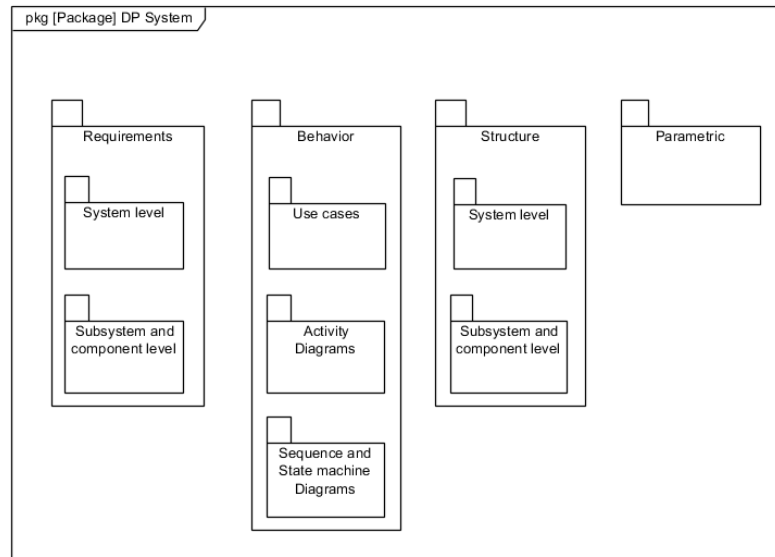 pkg [Package] DP System
Requirements
System level
Subsystem and
component level
Behavior
Use cases
Activity
Diagrams
Sequence and
State machine
Diagrams
Structure
System level
Subsystem and
component level
Parametric